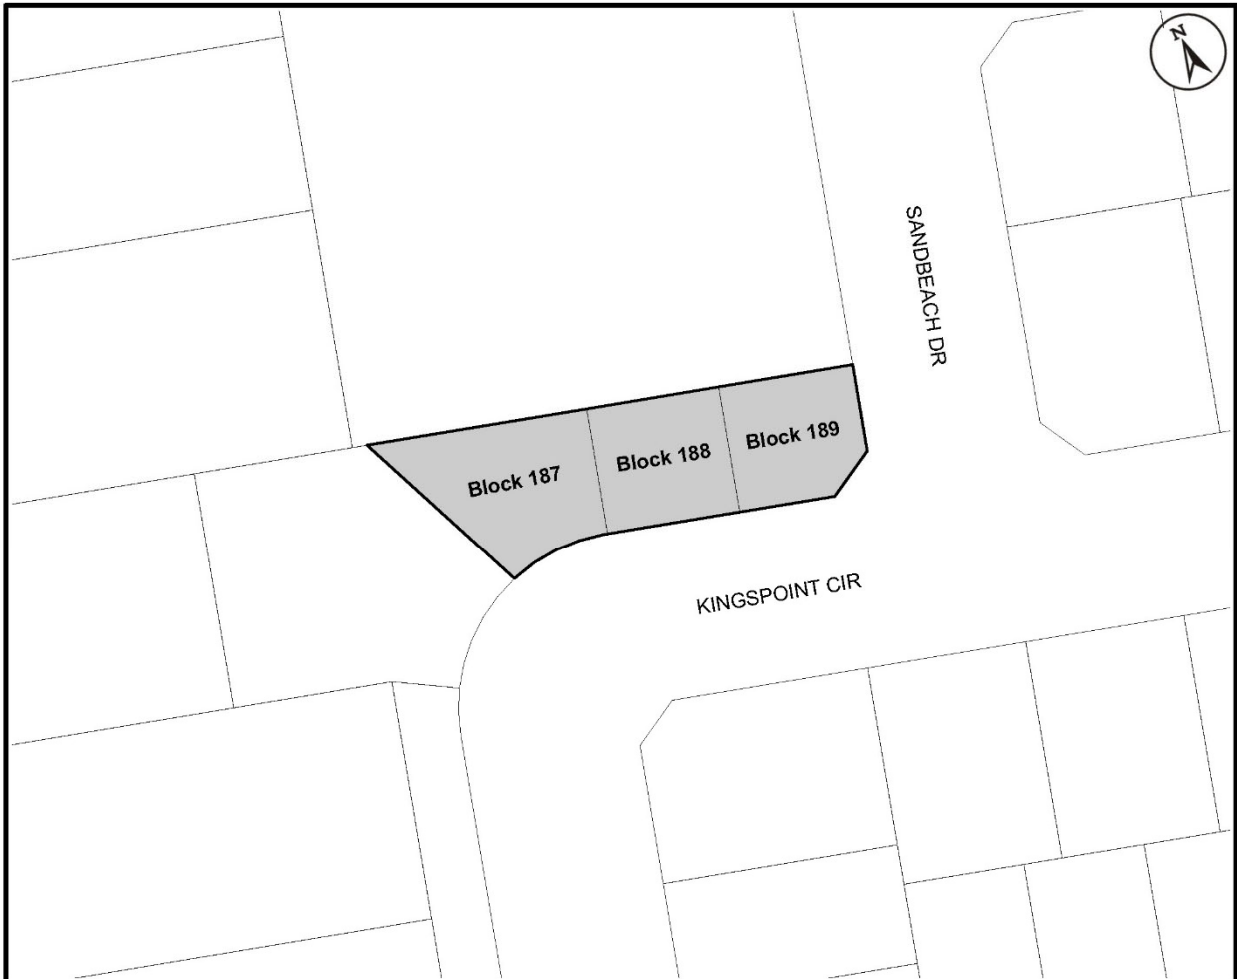 N
SANDBEACH DR
Block 187
Block 188
Block 189
KINGSPOINT CIR